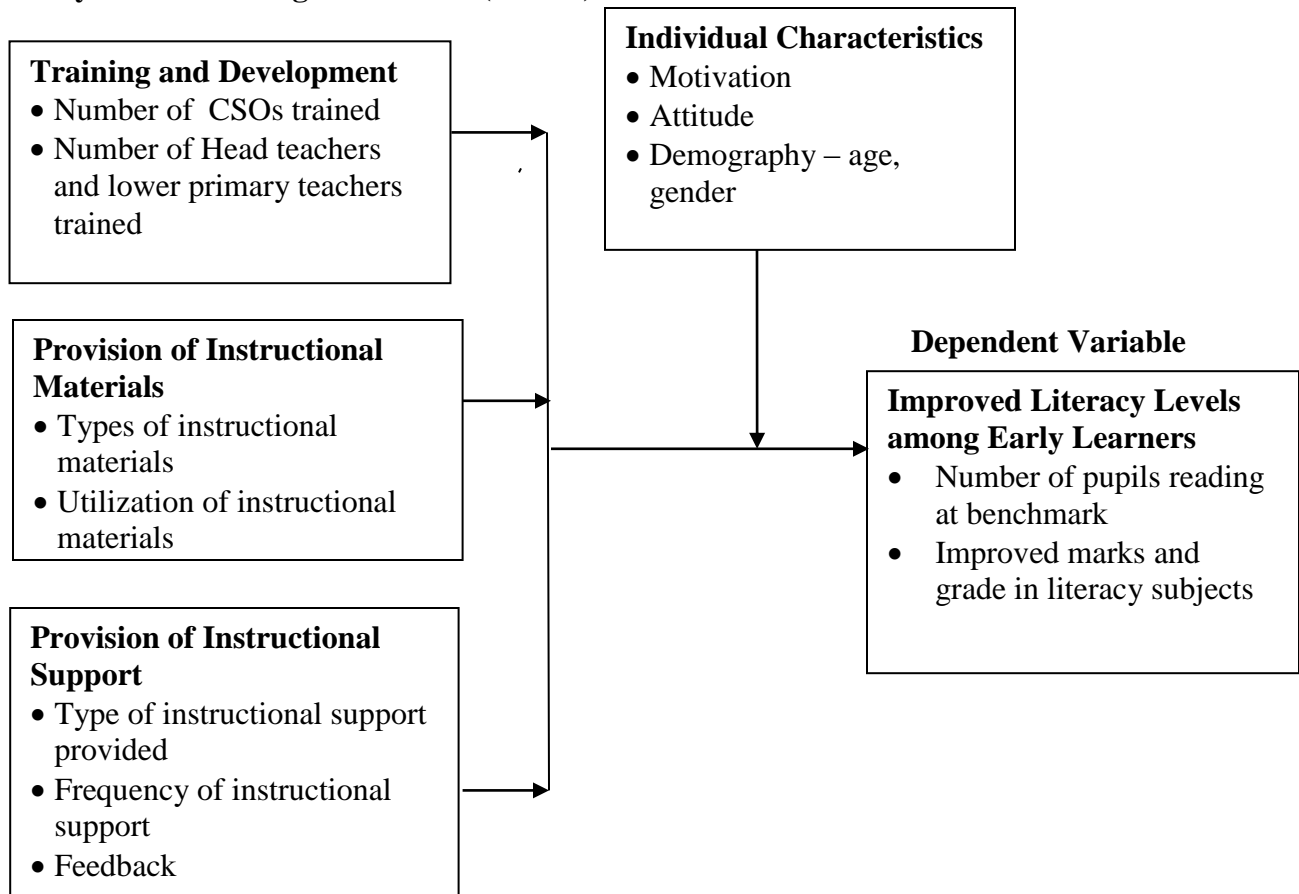 Training and Development
• Number of CSOs trained
• Number of Head teachers
and lower primary teachers
trained
Individual Characteristics
• Motivation
• Attitude
• Demography – age,
gender
Provision of Instructional
Materials
• Types of instructional
materials
• Utilization of instructional
materials
Dependent Variable
Improved Literacy Levels
among Early Learners
• Number of pupils reading
at benchmark
• Improved marks and
grade in literacy subjects
Provision of Instructional
Support
• Type of instructional support
provided
• Frequency of instructional
support
• Feedback